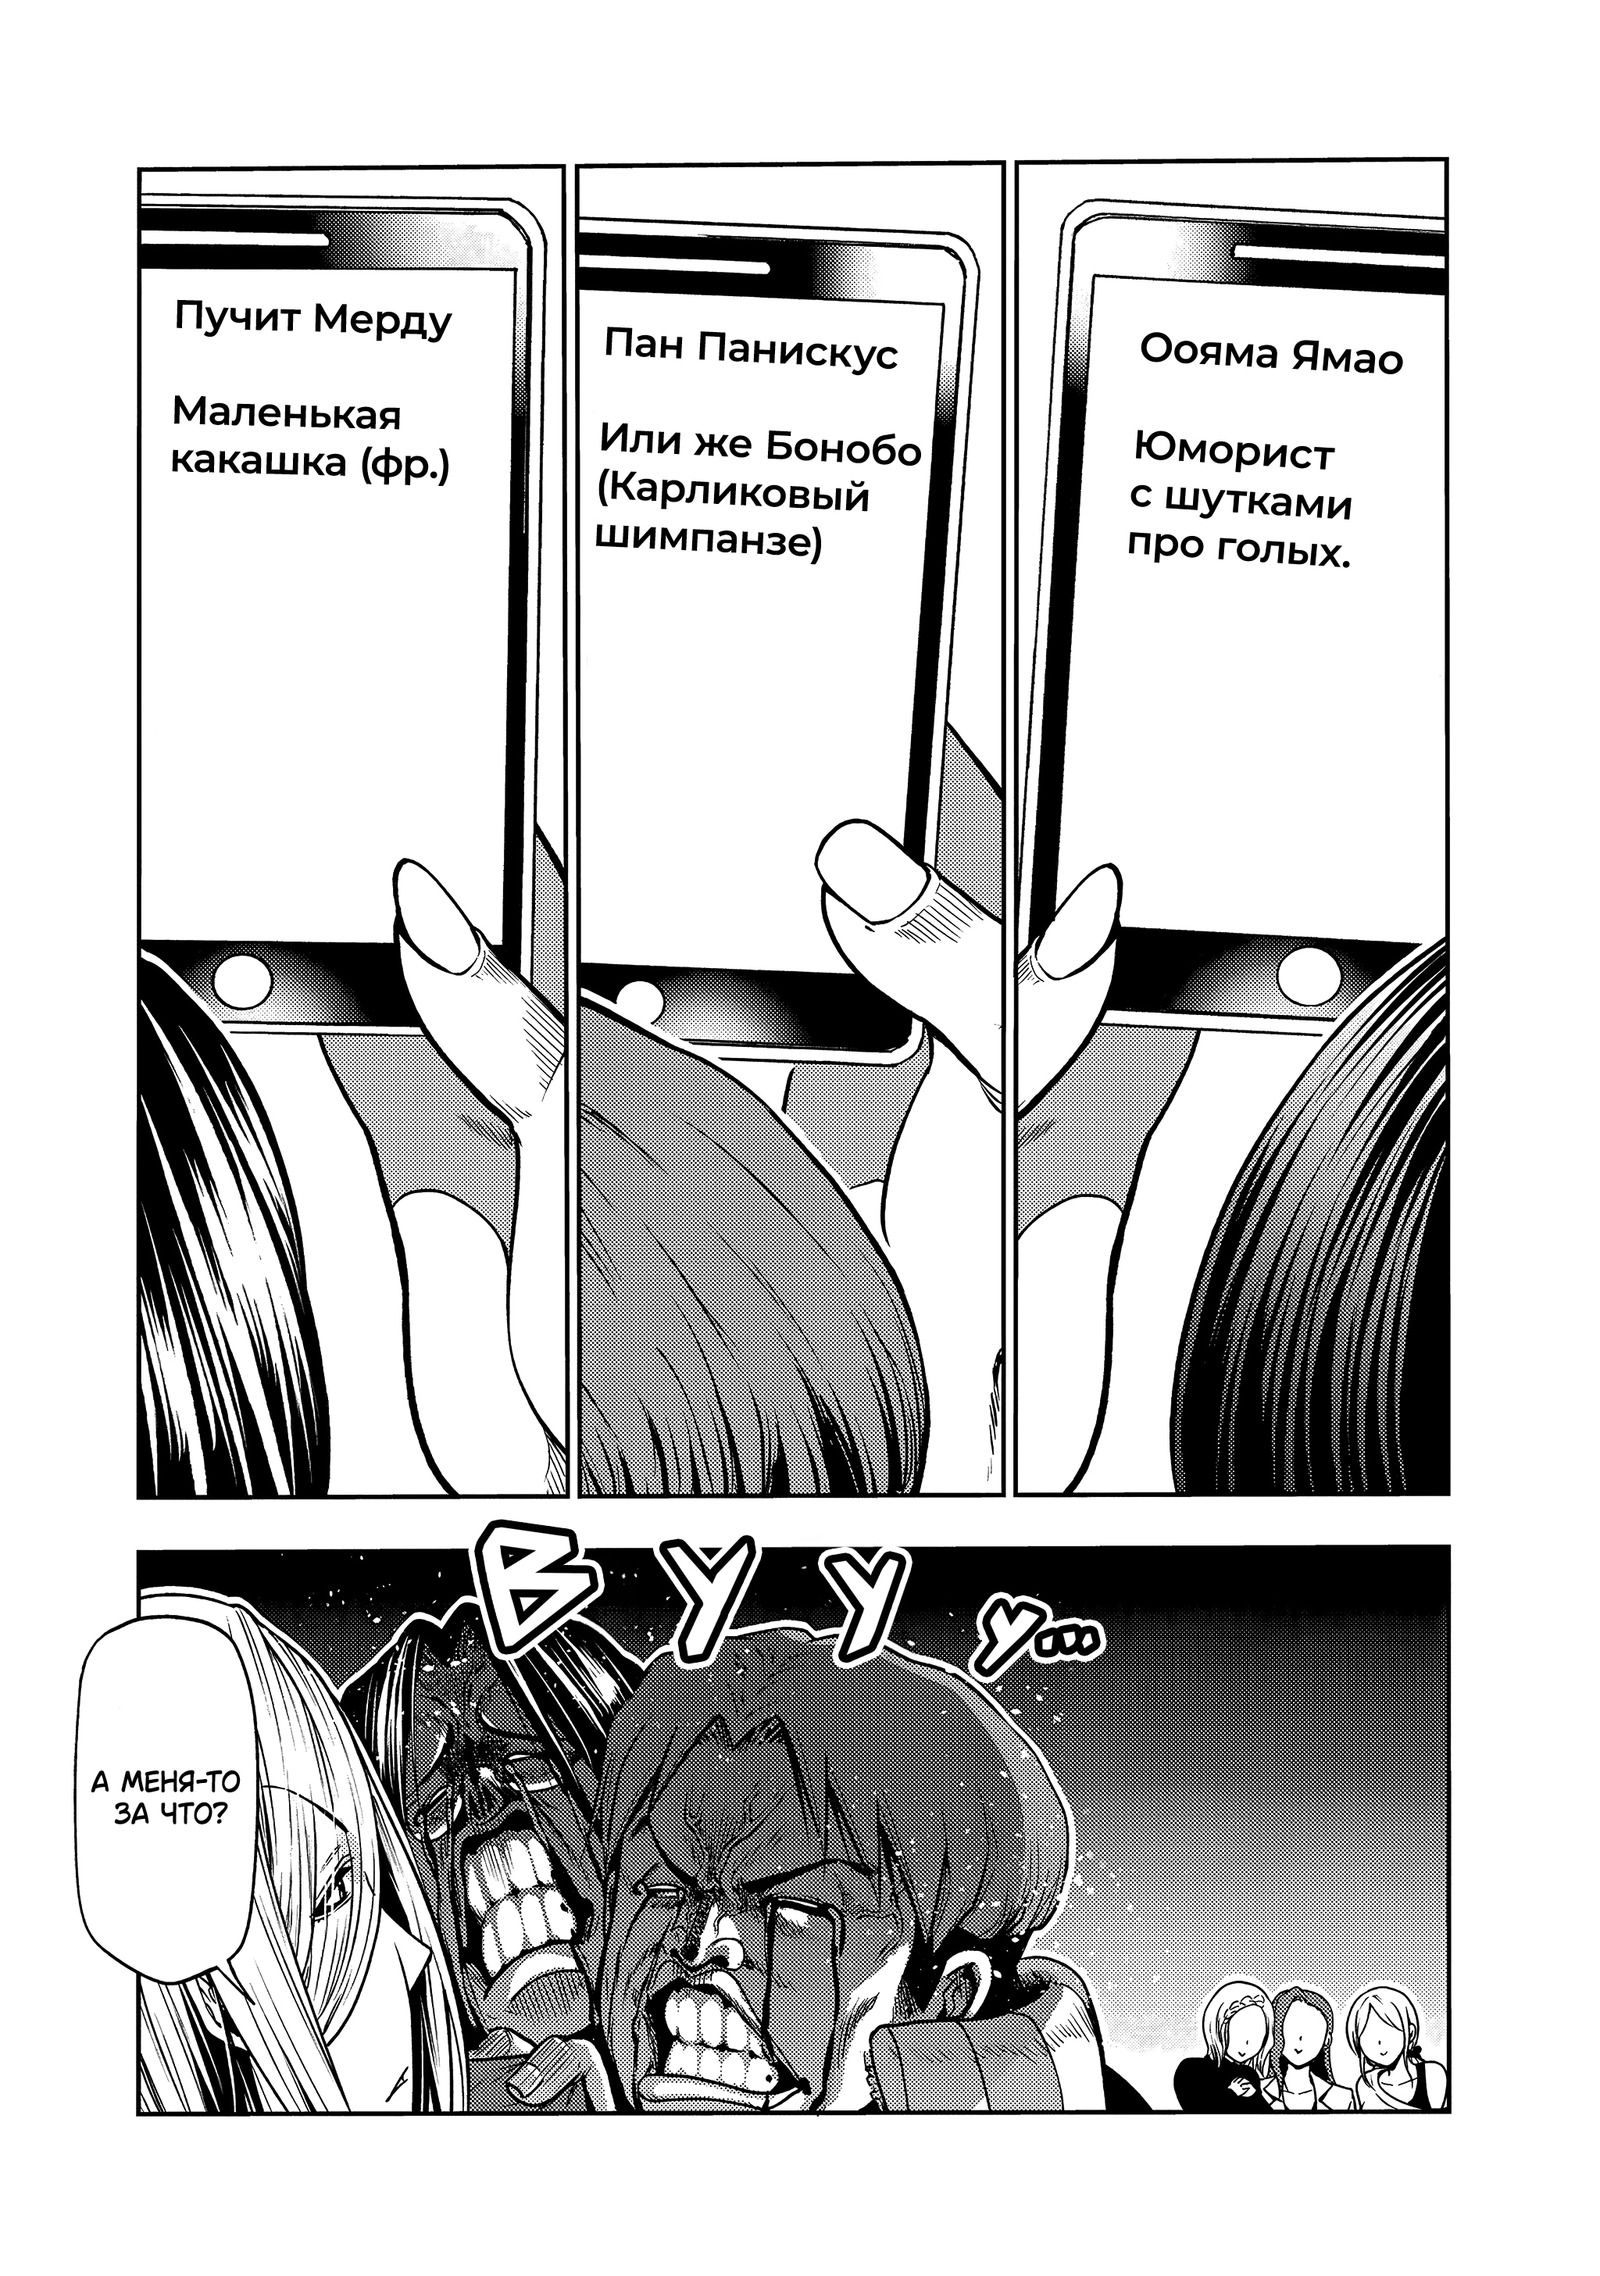 Оояма Ямао
Юморист
с шутками
про голых.
Пан Панискус
Или же Бонобо
(Карликовый
шимпанзе)
Пучит Мерду
Маленькая
какашка (фр.)
В У У У...
А МЕНЯ-ТО
ЗА ЧТО?